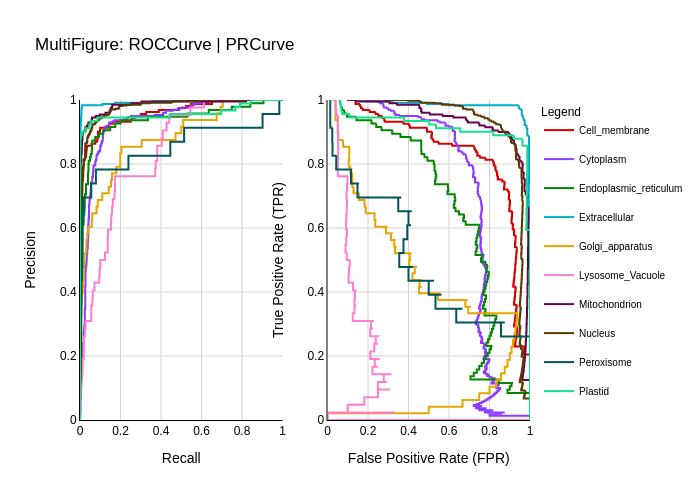 MultiFigure: ROCCurve | PRCurve
Precision
1
0.8
0.6
0.4
0.2
0
0
0.2
0.4
0.6
0.8
1
Recall
True Positive Rate (TPR)
1
0.8
0.6
0.4
0.2
0
0
0.2
0.4
0.6
0.8
1
False Positive Rate (FPR)
Legend
Cell_membrane
Cytoplasm
Endoplasmic_reticulum
Extracellular
Golgi_apparatus
Lysosome_Vacuole
Mitochondrion
Nucleus
Peroxisome
Plastid